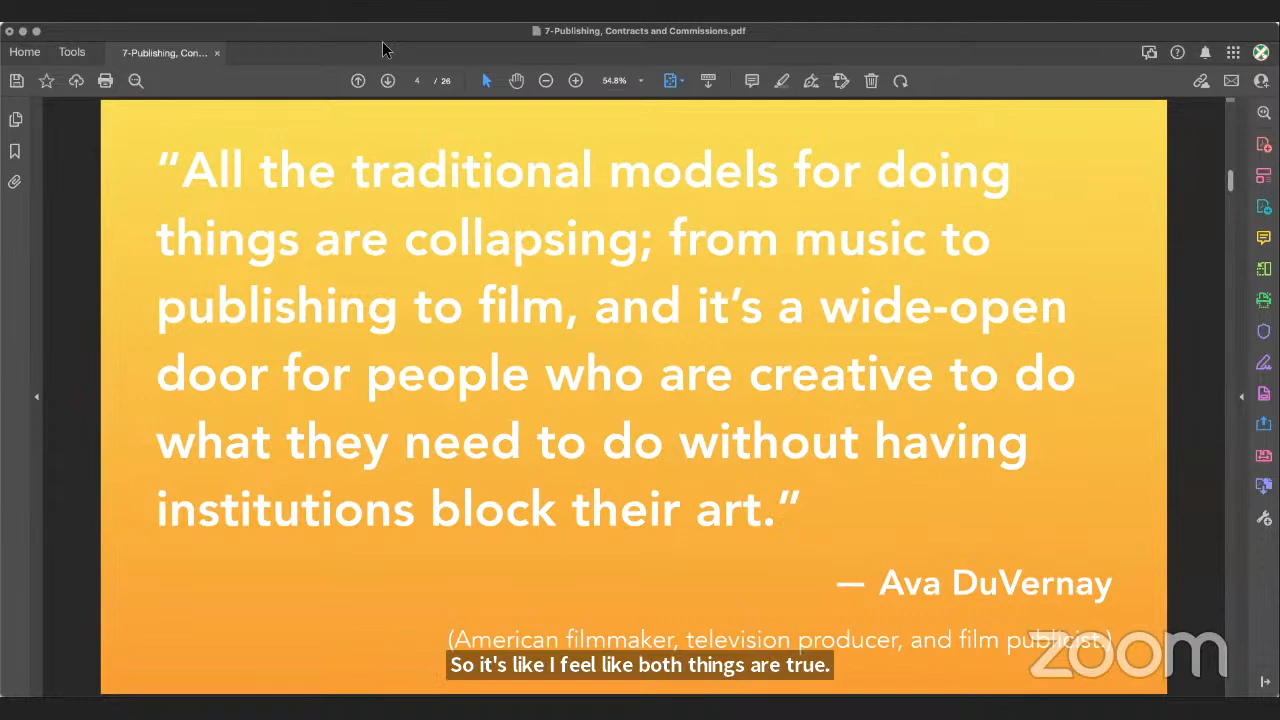 7-Publishing, Contracts and Commissions.pdf
Home Tools 7-Publishing, Con... ×
4 / 26 54.8%
“All the traditional models for doing
things are collapsing; from music to
publishing to film, and it’s a wide-open
door for people who are creative to do
what they need to do without having
institutions block their art.”
— Ava DuVernay
(American filmmaker, television producer, and film publicist.)
So it's like I feel like both things are true.
zoom